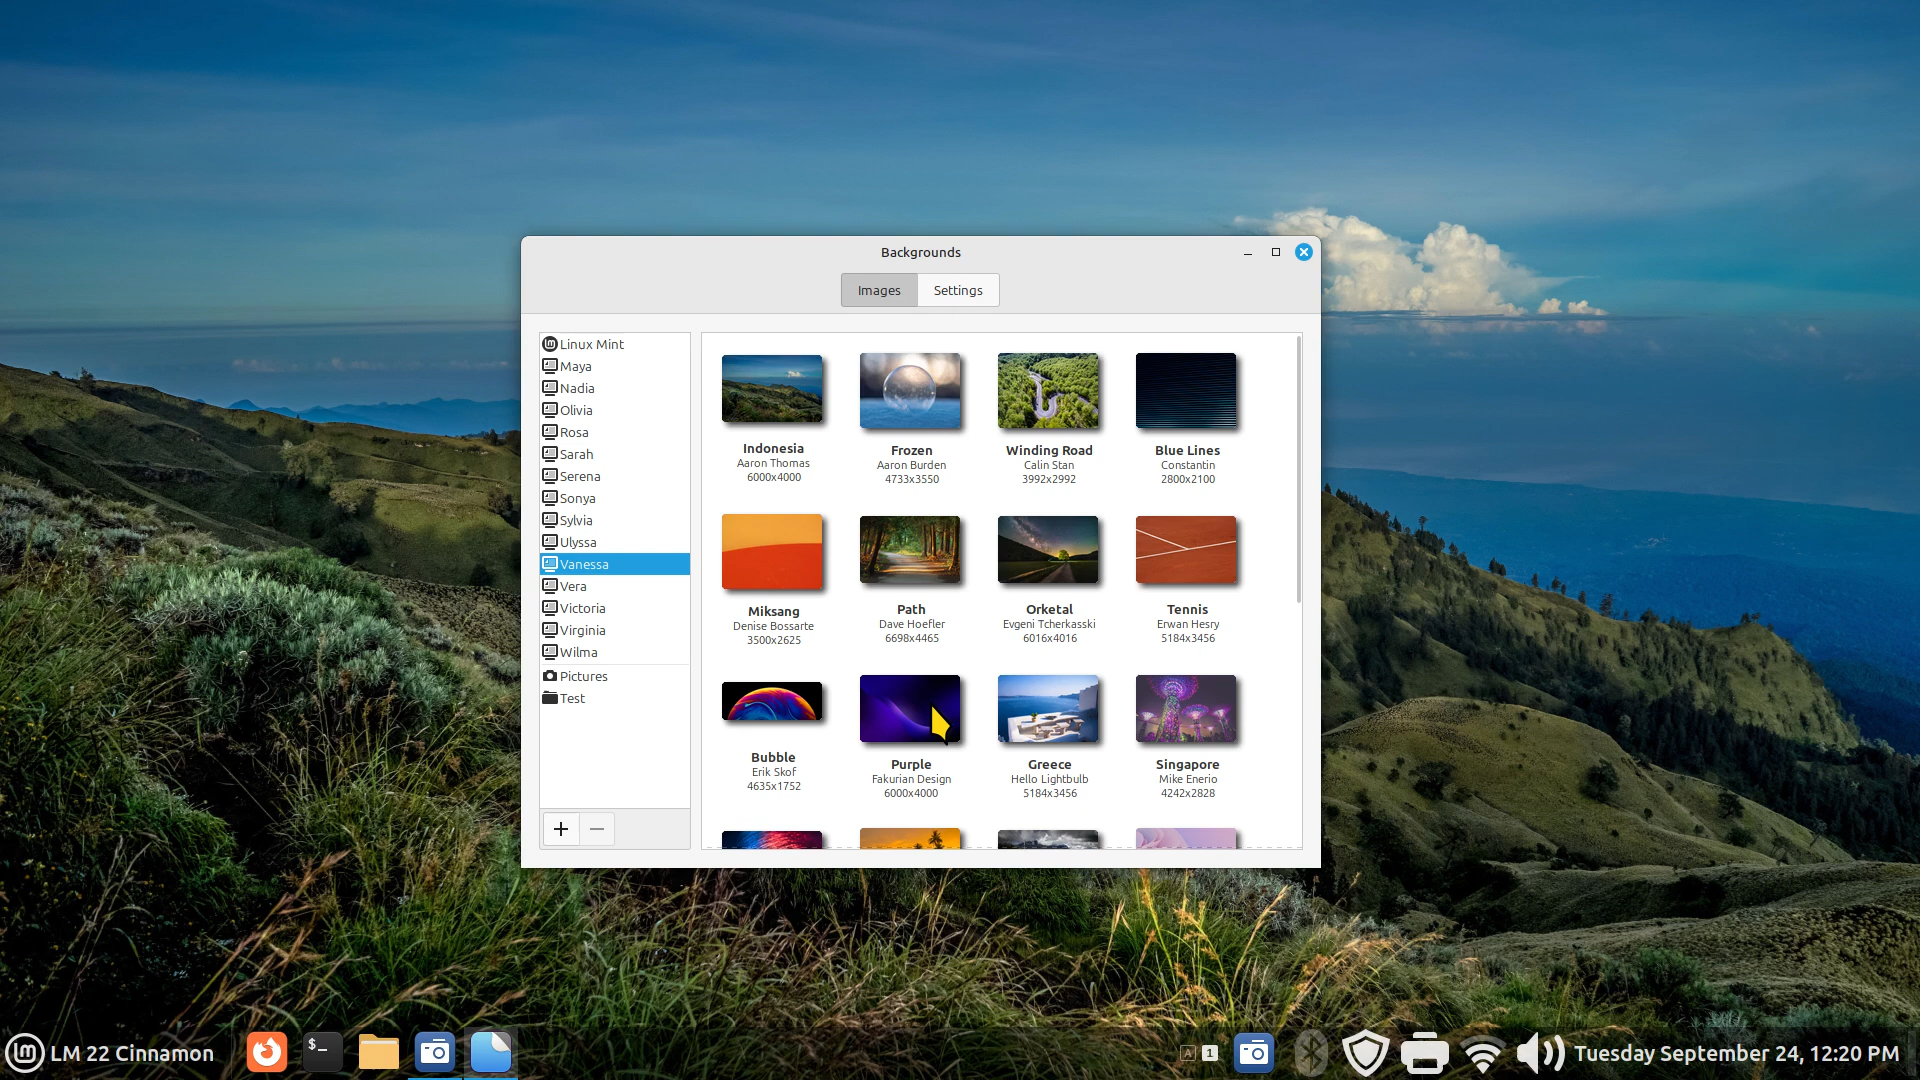 Backgrounds
Images
Settings
Linux Mint
Maya
Nadia
Olivia
Rosa
Sarah
Serena
Sonya
Sylvia
Ulyssa
Vanessa
Vera
Victoria
Virginia
Wilma
Pictures
Test
Indonesia
Aaron Thomas
6000x4000
Frozen
Aaron Burden
4733x3550
Winding Road
Calin Stan
3992x2992
Blue Lines
Constantin
2800x2100
Miksang
Denise Bossarte
3500x2625
Path
Dave Hoefler
6698x4465
Orketal
Evgeni Tcherkasski
6016x4016
Tennis
Erwan Hesry
5184x3456
Bubble
Erik Skof
4635x1752
Purple
Fakurian Design
6000x4000
Greece
Hello Lightbulb
5184x3456
Singapore
Mike Enerio
4242x2828
LM 22 Cinnamon
$_
A
1
Tuesday September 24, 12:20 PM